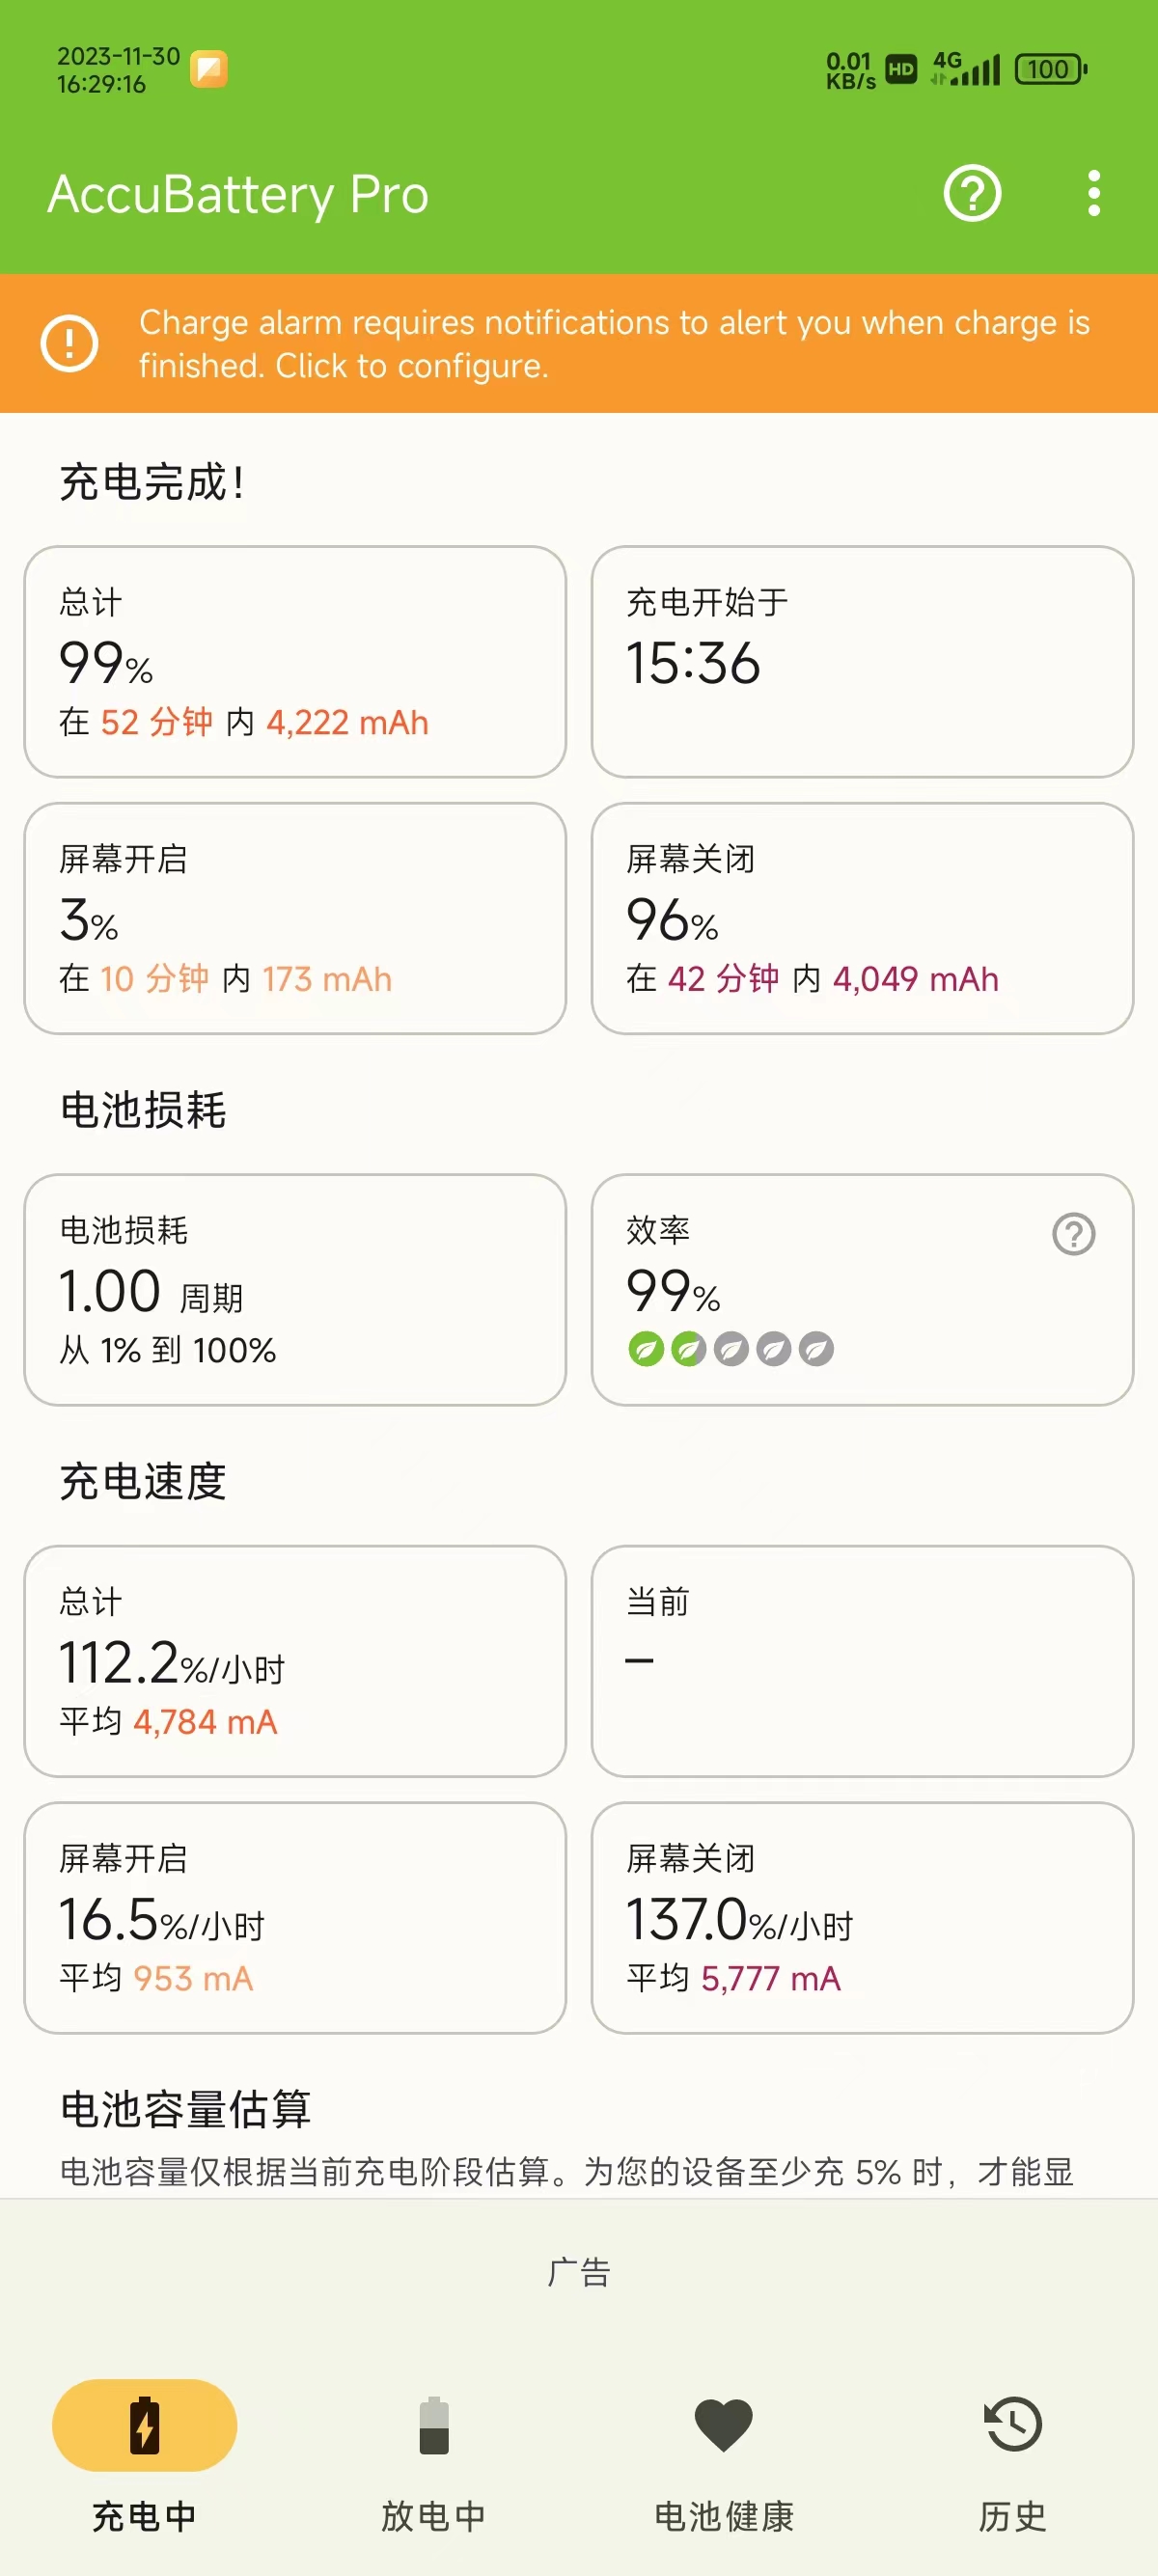 2023-11-30
16:29:16
0.01
KB/s
HD
4G
100
AccuBattery Pro
Charge alarm requires notifications to alert you when charge is
finished. Click to configure.
充电完成!
总计
99%
在 52 分钟 内 4,222 mAh
充电开始于
15:36
屏幕开启
3%
在 10 分钟 内 173 mAh
屏幕关闭
96%
在 42 分钟 内 4,049 mAh
电池损耗
电池损耗
1.00 周期
从 1% 到 100%
效率
99%
充电速度
总计
112.2%/小时
平均 4,784 mA
当前
–
屏幕开启
16.5%/小时
平均 953 mA
屏幕关闭
137.0%/小时
平均 5,777 mA
电池容量估算
电池容量仅根据当前充电阶段估算。为您的设备至少充 5% 时，才能显
广告
充电中
放电中
电池健康
历史